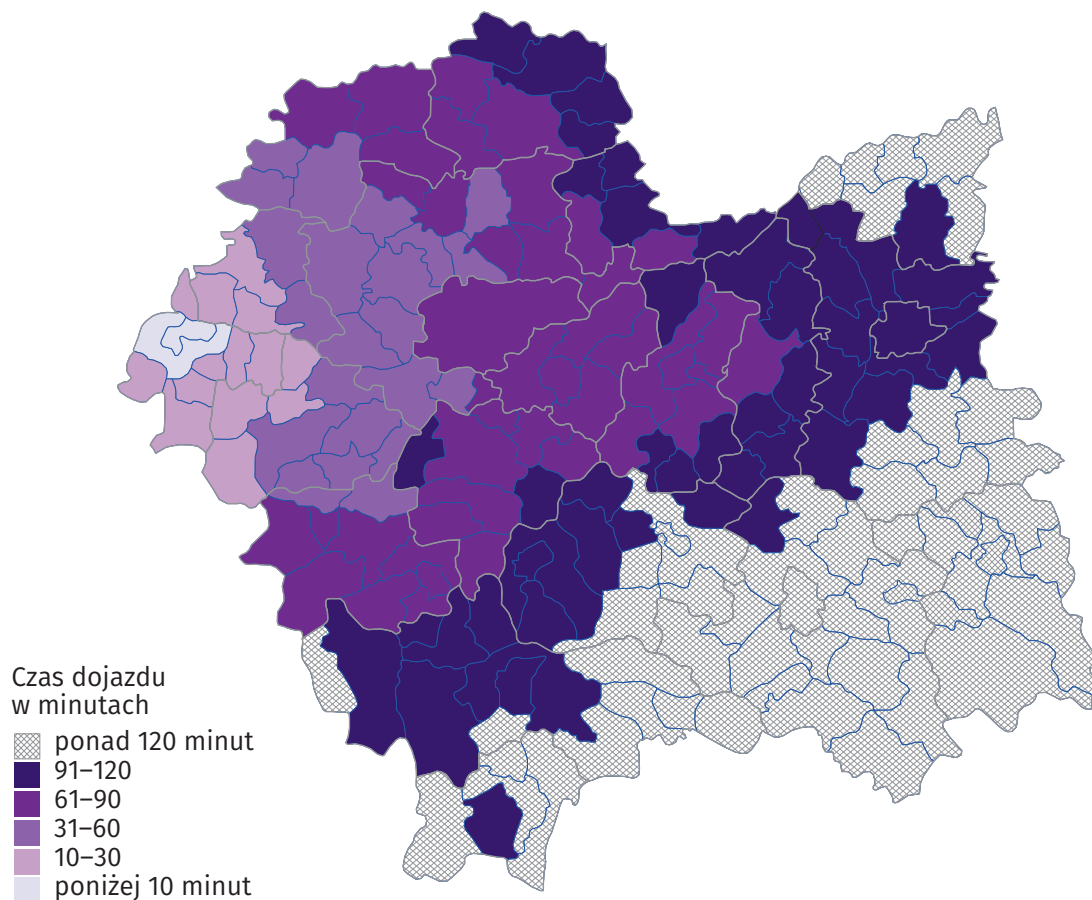 Czas dojazdu
w minutach
ponad 120 minut
91–120
61–90
31–60
10–30
poniżej 10 minut